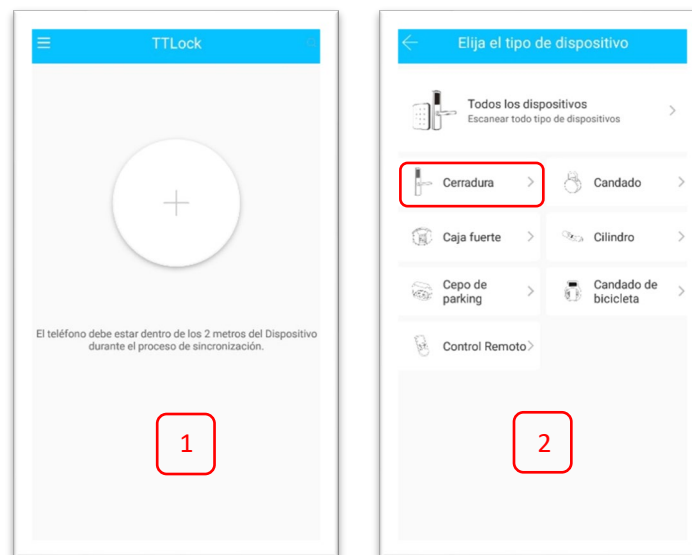 TTLock
El teléfono debe estar dentro de los 2 metros del Dispositivo
durante el proceso de sincronización.
1
Elija el tipo de dispositivo
Todos los dispositivos
Escanear todo tipo de dispositivos
Cerradura
Candado
Caja fuerte
Cilindro
Cepo de
parking
Candado de
bicicleta
Control Remoto
2